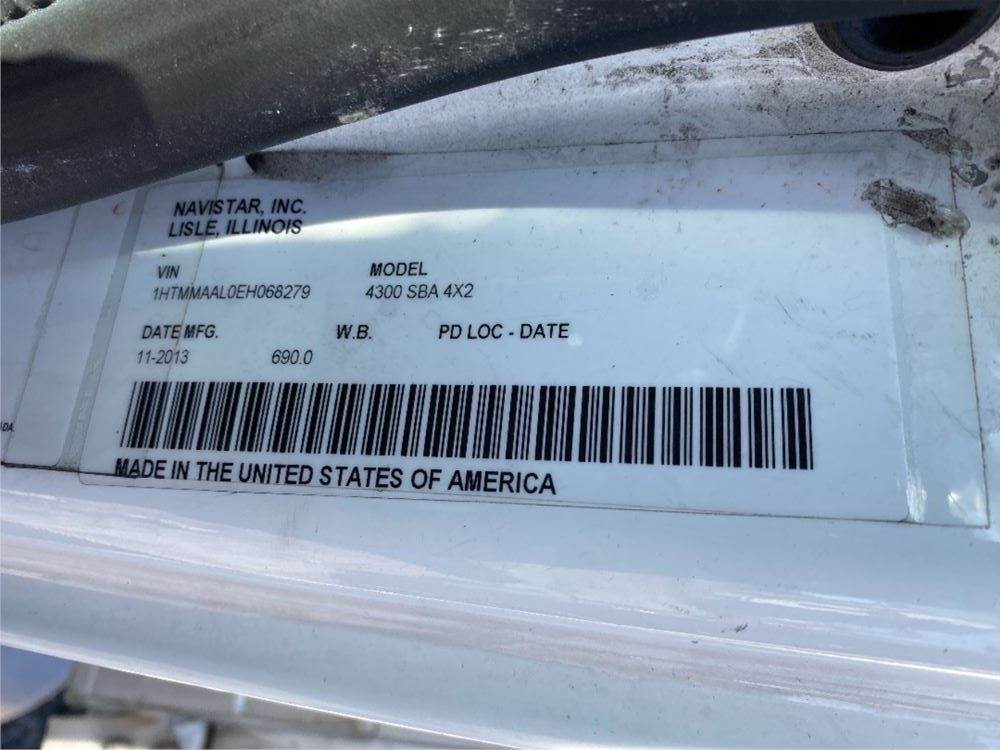 NAVISTAR, INC.
LISLE, ILLINOIS
VIN MODEL
1HTMMAAL0EH068279 4300 SBA 4X2
DATE MFG. W.B. PD LOC - DATE
11-2013 690.0
MADE IN THE UNITED STATES OF AMERICA